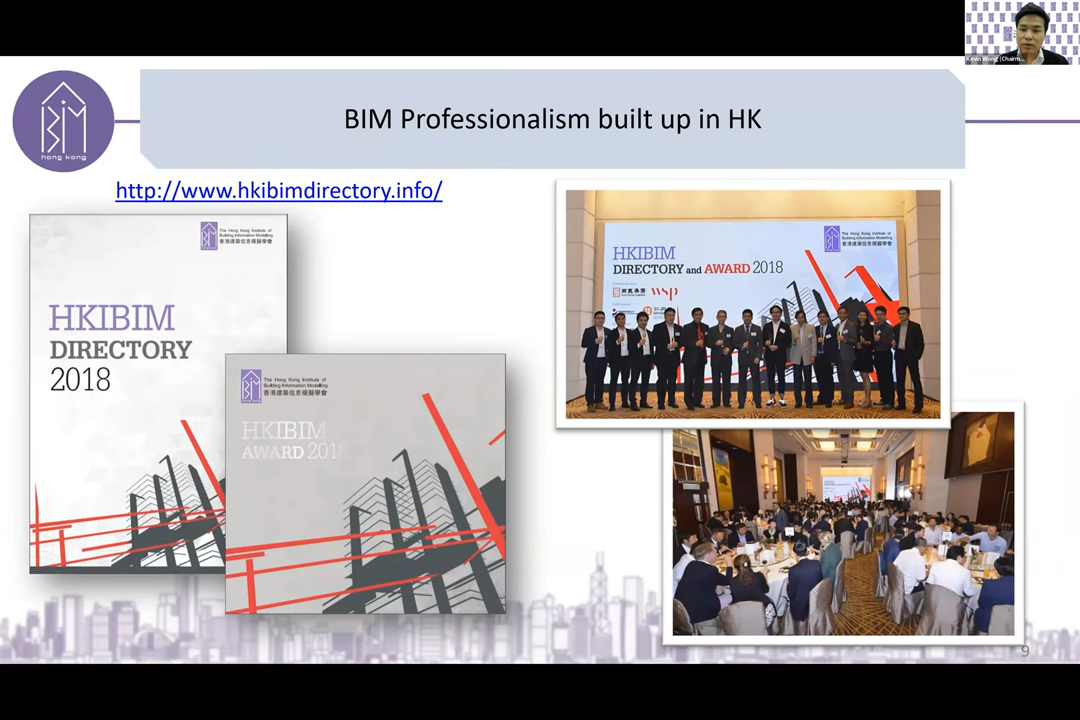 Kevin Wong (Chairm...
BIM
hong kong
BIM Professionalism built up in HK
http://www.hkibimdirectory.info/
The Hong Kong Institute of
Building Information Modelling
香港建築信息模擬學會
HKIBIM
DIRECTORY
2018
The Hong Kong Institute of
Building Information Modelling
香港建築信息模擬學會
HKIBIM
AWARD 2018
The Hong Kong Institute of
Building Information Modelling
香港建築信息模擬學會
HKIBIM
DIRECTORY and AWARD 2018
wsp
9